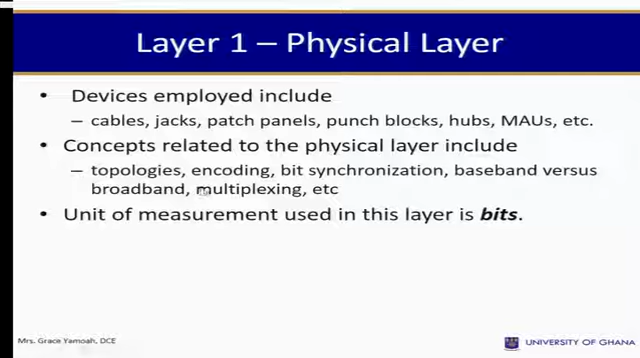 Layer 1 – Physical Layer
• Devices employed include
– cables, jacks, patch panels, punch blocks, hubs, MAUs, etc.
• Concepts related to the physical layer include
– topologies, encoding, bit synchronization, baseband versus
broadband, multiplexing, etc
• Unit of measurement used in this layer is bits.
Mrs. Grace Yamoah, DCE
UNIVERSITY OF GHANA